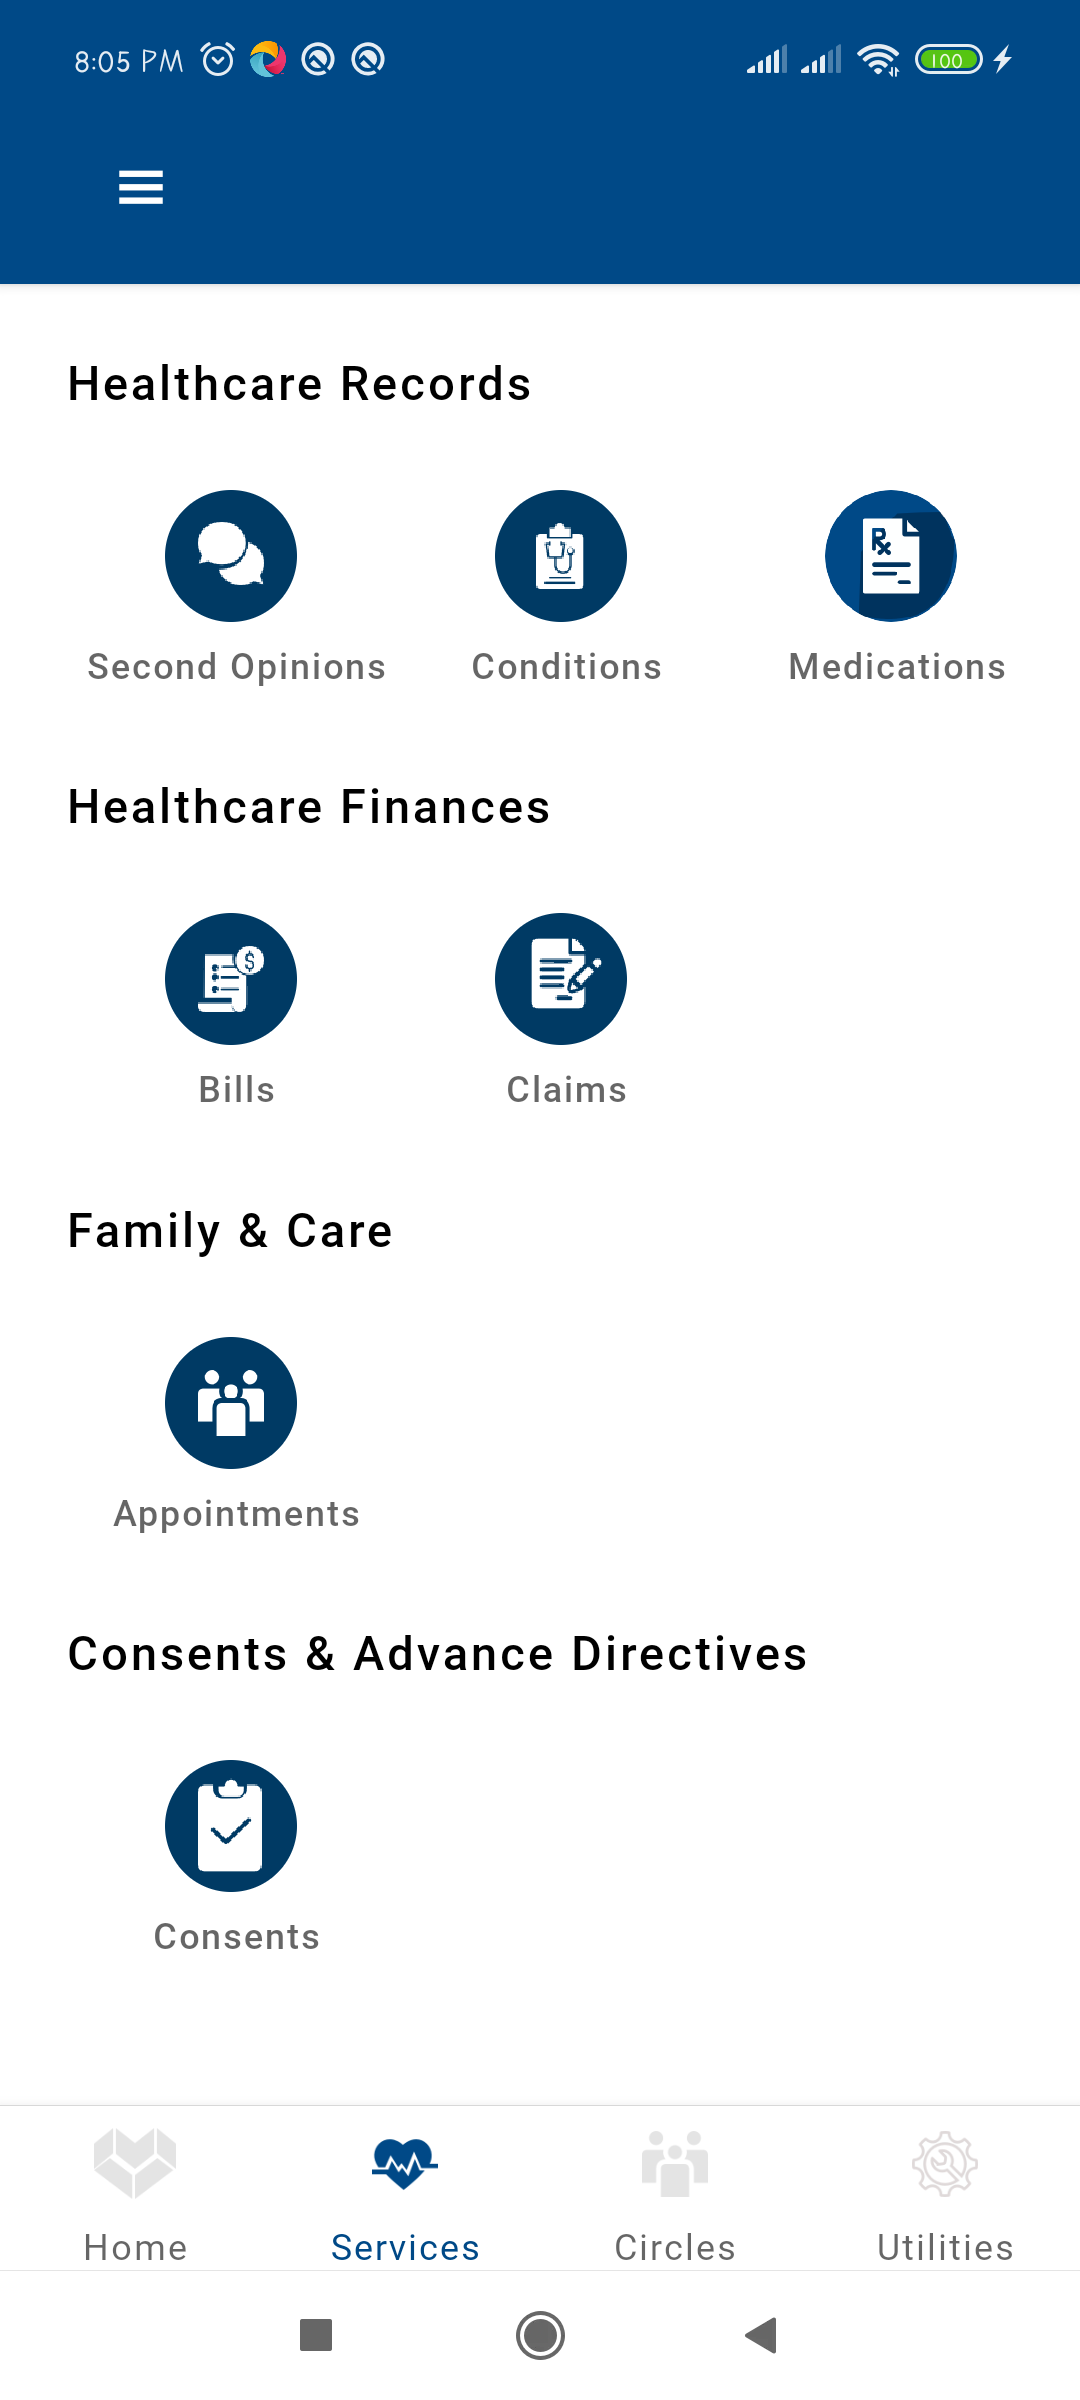 8:05 PM 100
Healthcare Records
Second Opinions Conditions Medications
Healthcare Finances
Bills Claims
Family & Care
Appointments
Consents & Advance Directives
Consents
Home Services Circles Utilities